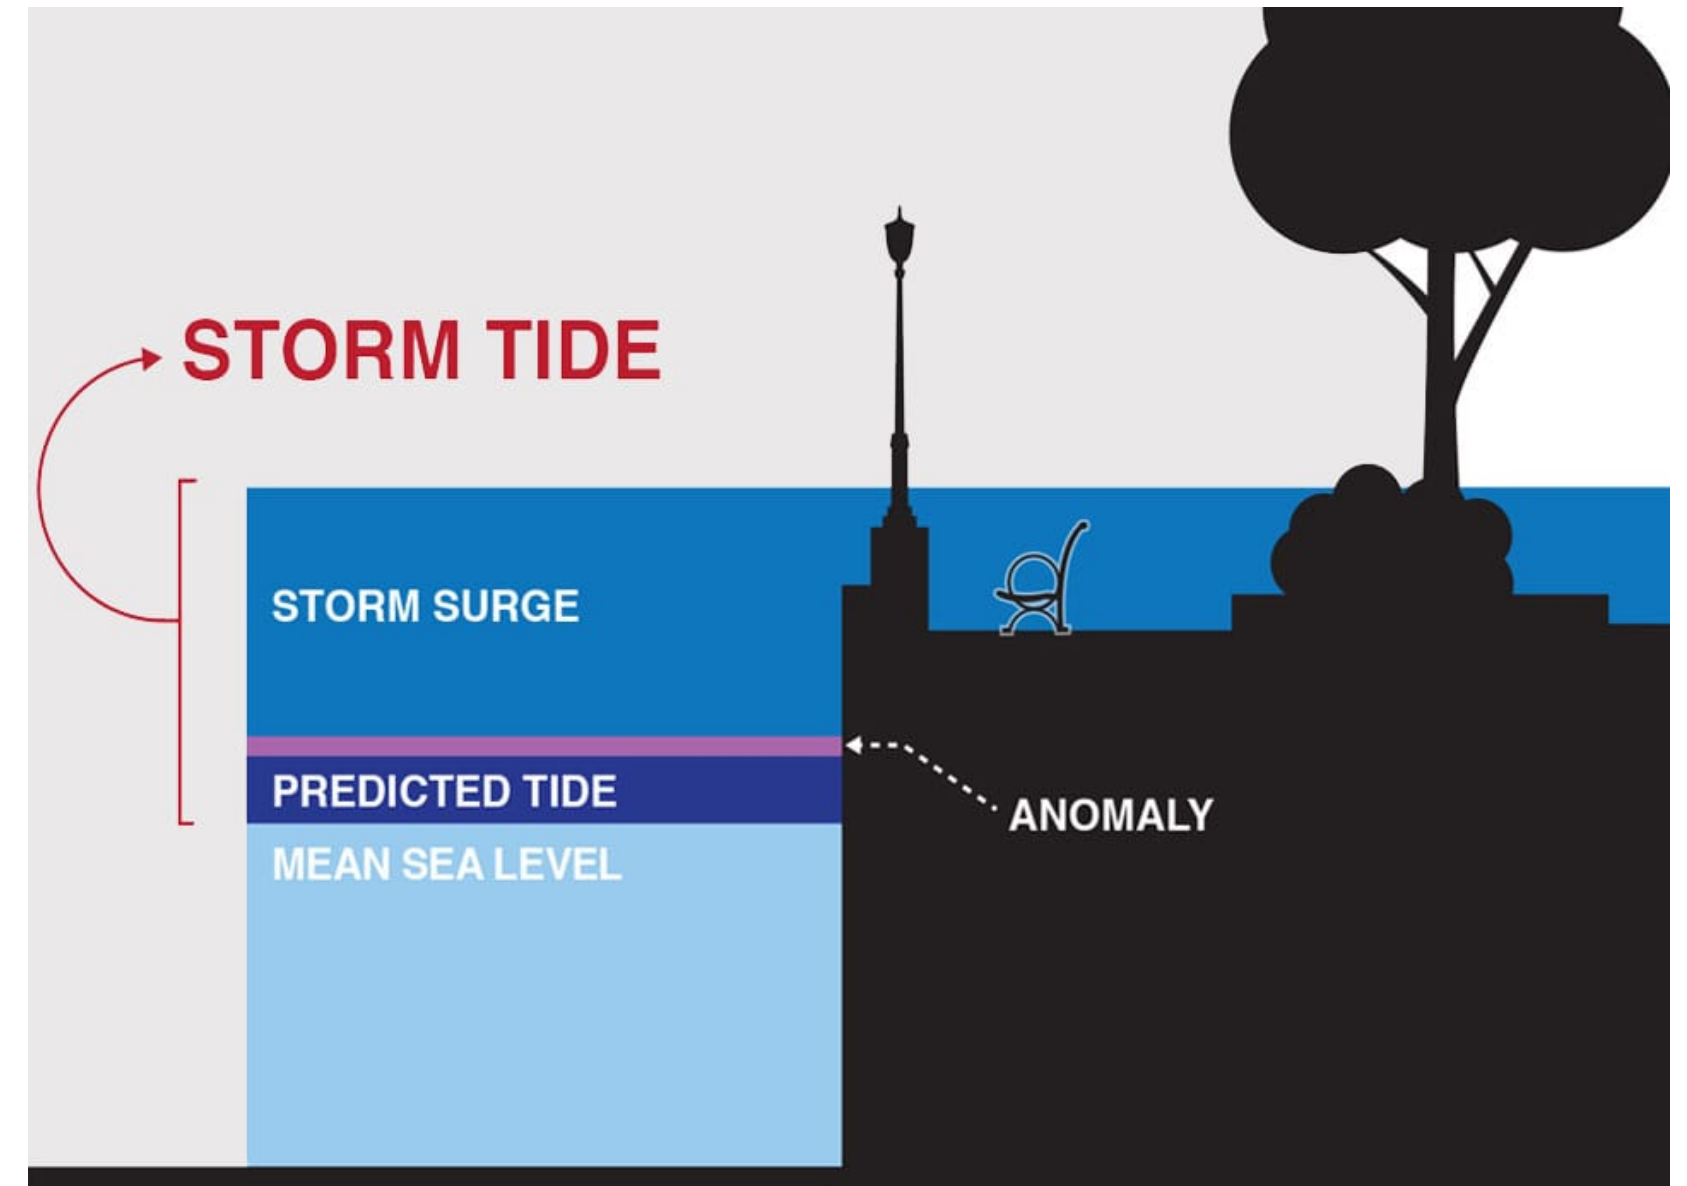 STORM TIDE
STORM SURGE
PREDICTED TIDE
ANOMALY
MEAN SEA LEVEL